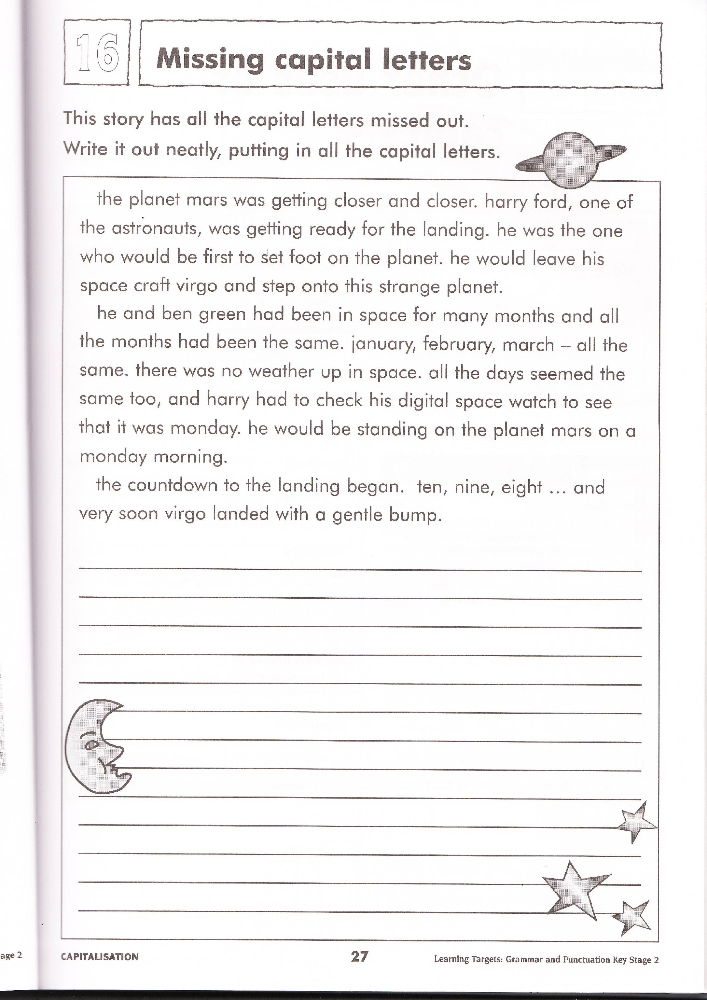 16
Missing capital letters
This story has all the capital letters missed out.
Write it out neatly, putting in all the capital letters.
the planet mars was getting closer and closer. harry ford, one of
the astronauts, was getting ready for the landing. he was the one
who would be first to set foot on the planet. he would leave his
space craft virgo and step onto this strange planet.
he and ben green had been in space for many months and all
the months had been the same. january, february, march – all the
same. there was no weather up in space. all the days seemed the
same too, and harry had to check his digital space watch to see
that it was monday. he would be standing on the planet mars on a
monday morning.
the countdown to the landing began. ten, nine, eight ... and
very soon virgo landed with a gentle bump.
age 2
CAPITALISATION
27
Learning Targets: Grammar and Punctuation Key Stage 2